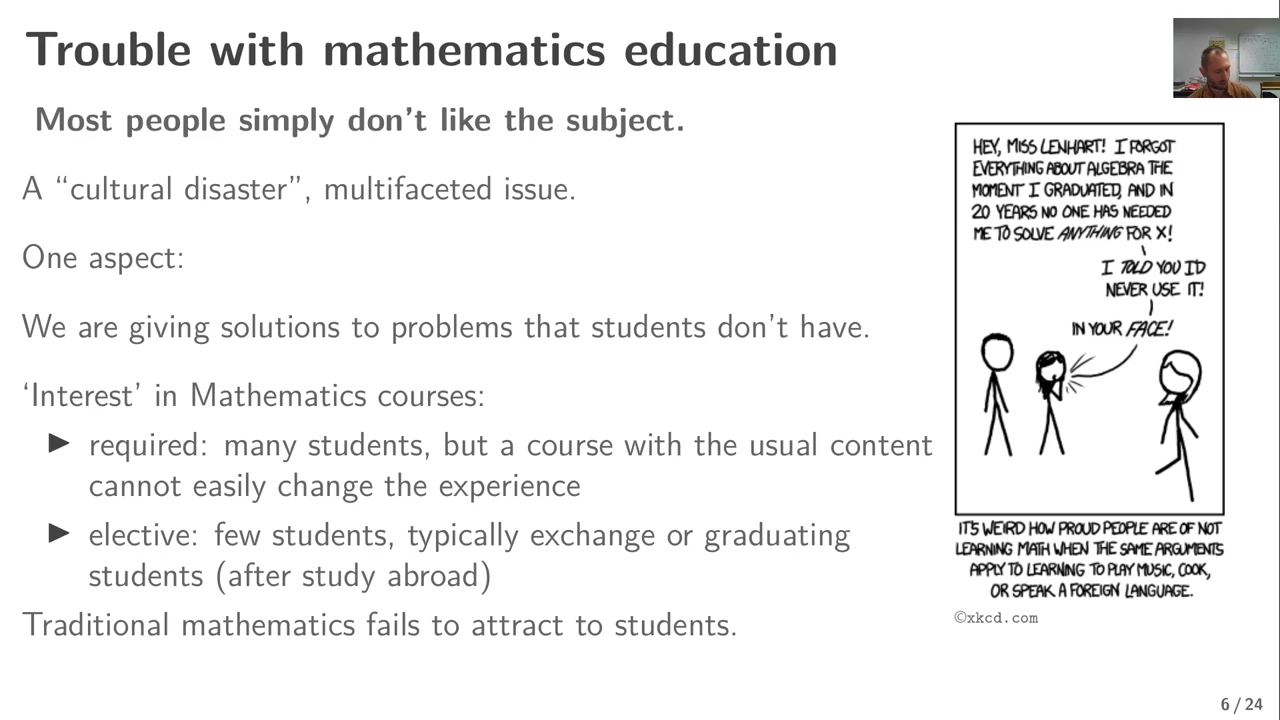 Trouble with mathematics education
Most people simply don't like the subject.
A “cultural disaster”, multifaceted issue.
One aspect:
We are giving solutions to problems that students don't have.
‘Interest’ in Mathematics courses:
▶ required: many students, but a course with the usual content
cannot easily change the experience
▶ elective: few students, typically exchange or graduating
students (after study abroad)
Traditional mathematics fails to attract to students.
HEY, MISS LENHART! I FORGOT
EVERYTHING ABOUT ALGEBRA THE
MOMENT I GRADUATED, AND IN
20 YEARS NO ONE HAS NEEDED
ME TO SOLVE ANYTHING FOR X!
I TOLD YOU I'D
NEVER USE IT!
IN YOUR FACE!
IT'S WEIRD HOW PROUD PEOPLE ARE OF NOT
LEARNING MATH WHEN THE SAME ARGUMENTS
APPLY TO LEARNING TO PLAY MUSIC, COOK,
OR SPEAK A FOREIGN LANGUAGE.
©xkcd.com
6 / 24